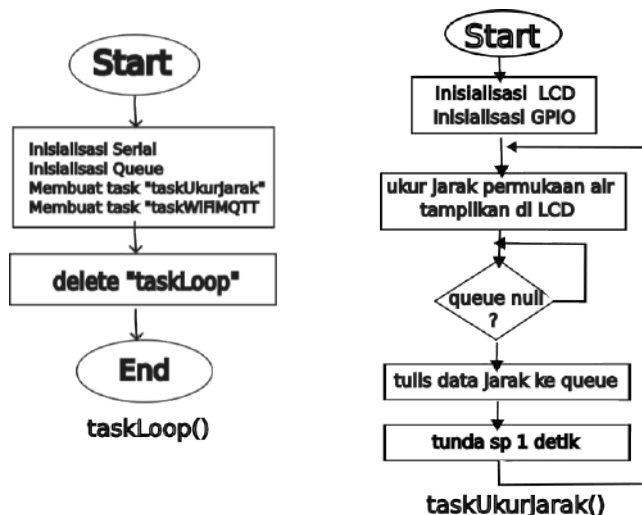 Start
Inisialisasi Serial
Inisialisasi Queue
Membuat task "taskUkurJarak"
Membuat task "taskWiFiMQTT
delete "taskLoop"
End
taskLoop()
Start
Inisialisasi LCD
Inisialisasi GPIO
ukur jarak permukaan air
tampilkan di LCD
queue null
?
tulis data jarak ke queue
tunda sp 1 detik
taskUkurJarak()